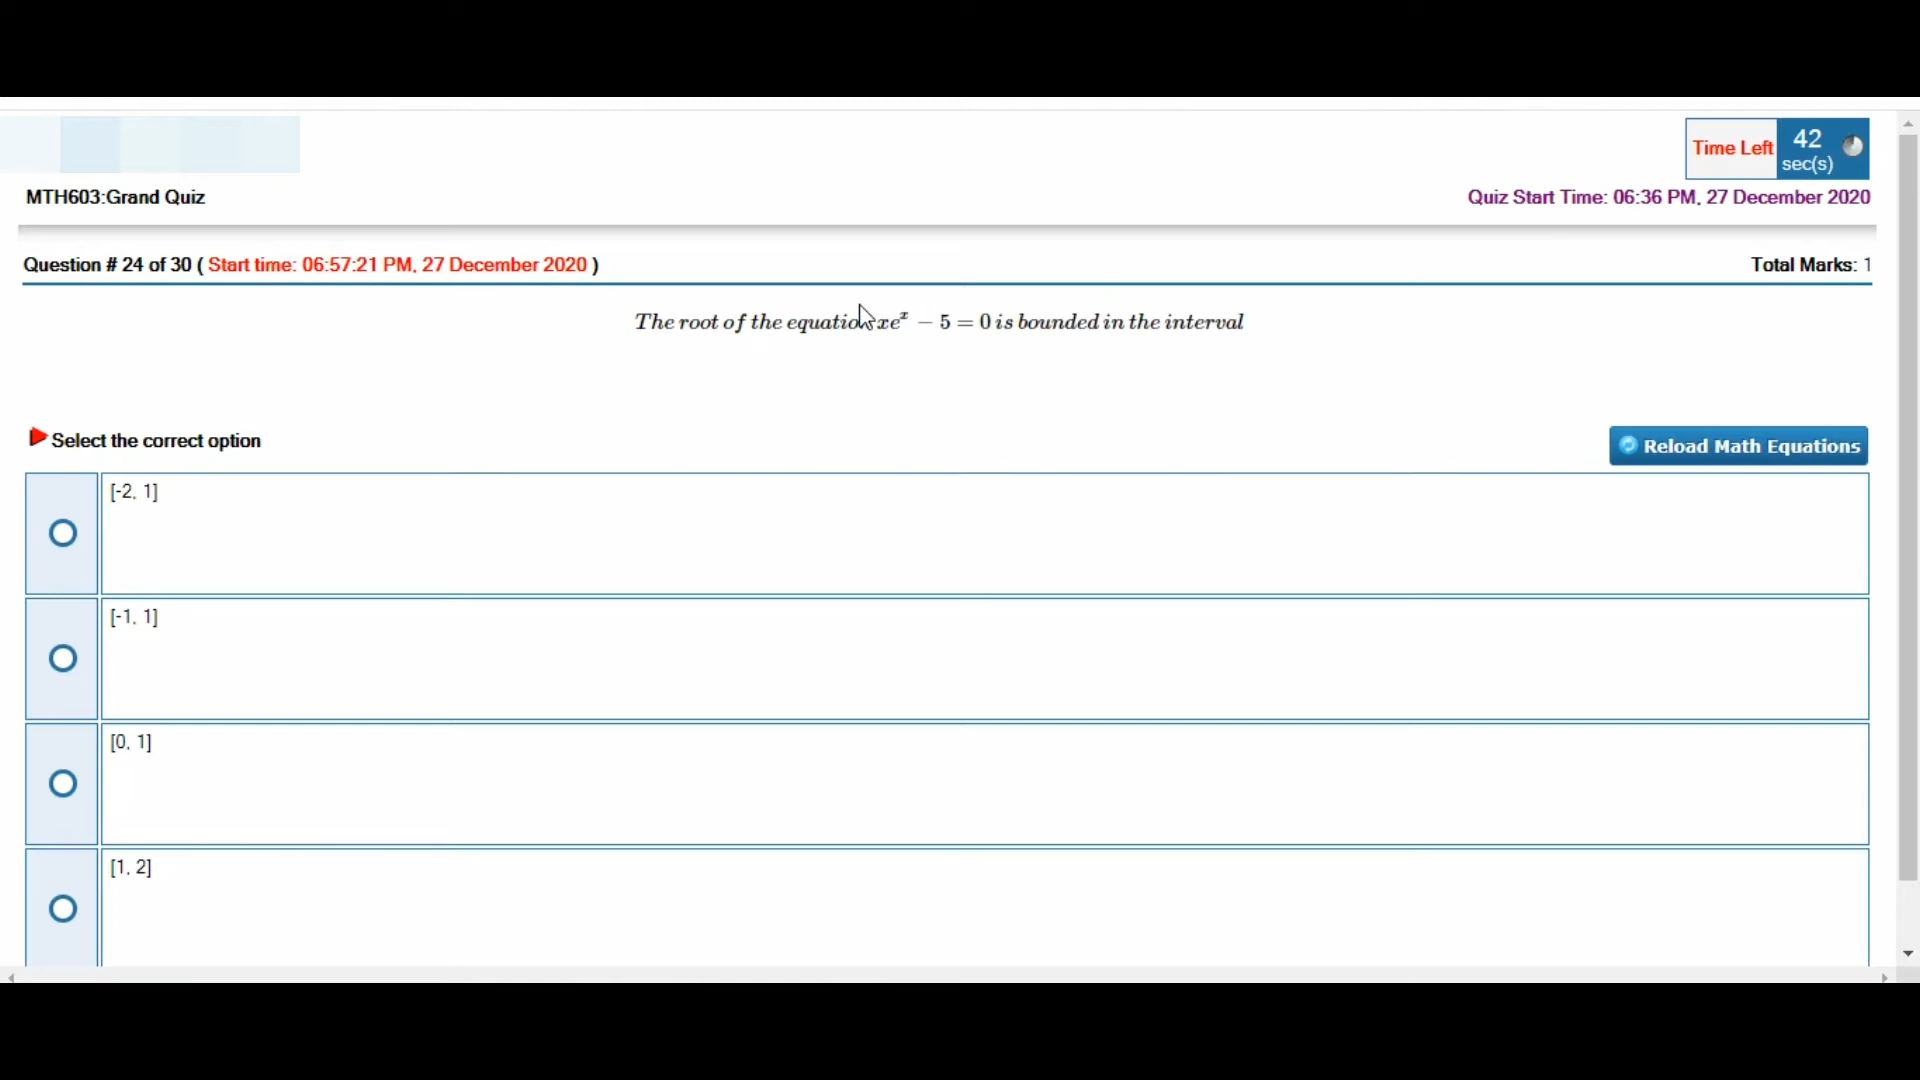 Time Left 42 sec(s)
MTH603:Grand Quiz
Quiz Start Time: 06:36 PM, 27 December 2020
Question # 24 of 30 ( Start time: 06:57:21 PM, 27 December 2020 )
Total Marks: 1
The root of the equation xeˣ − 5 = 0 is bounded in the interval
Select the correct option
Reload Math Equations
[-2, 1]
[-1, 1]
[0, 1]
[1, 2]